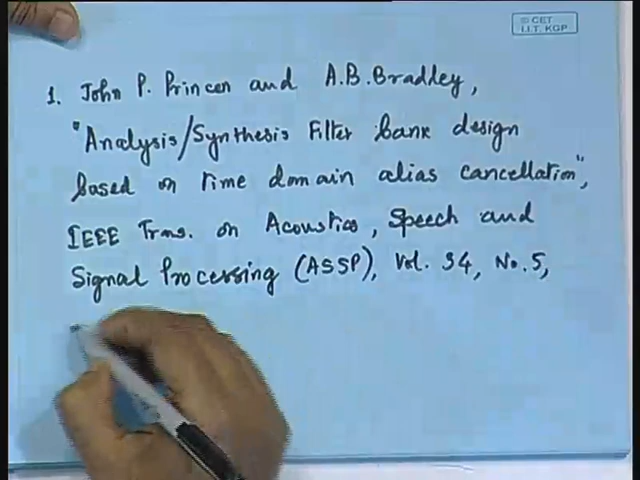 © CET
I.I.T. KGP
1. John P. Princen and A.B. Bradley,
"Analysis/Synthesis Filter bank design
based on time domain alias cancellation",
IEEE Trans. on Acoustics, Speech and
Signal Processing (ASSP), Vol. 34, No. 5,